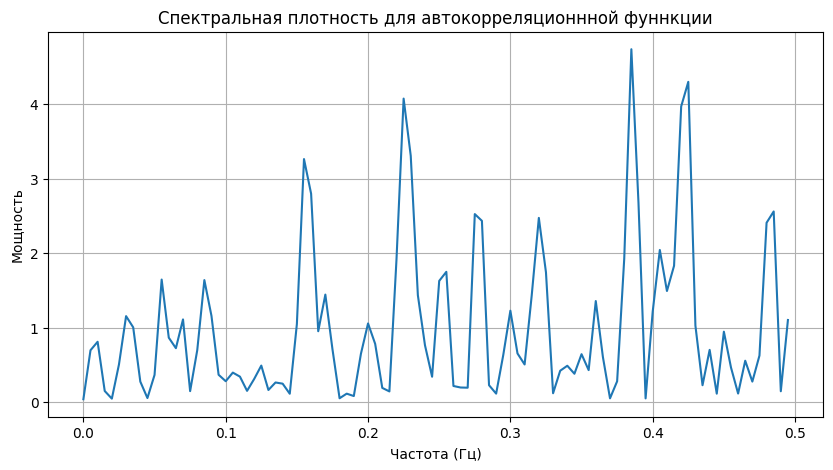 Спектральная плотность для автокорреляционнной фуннкции
Мощность
4
3
2
1
0
0.0 0.1 0.2 0.3 0.4 0.5
Частота (Гц)